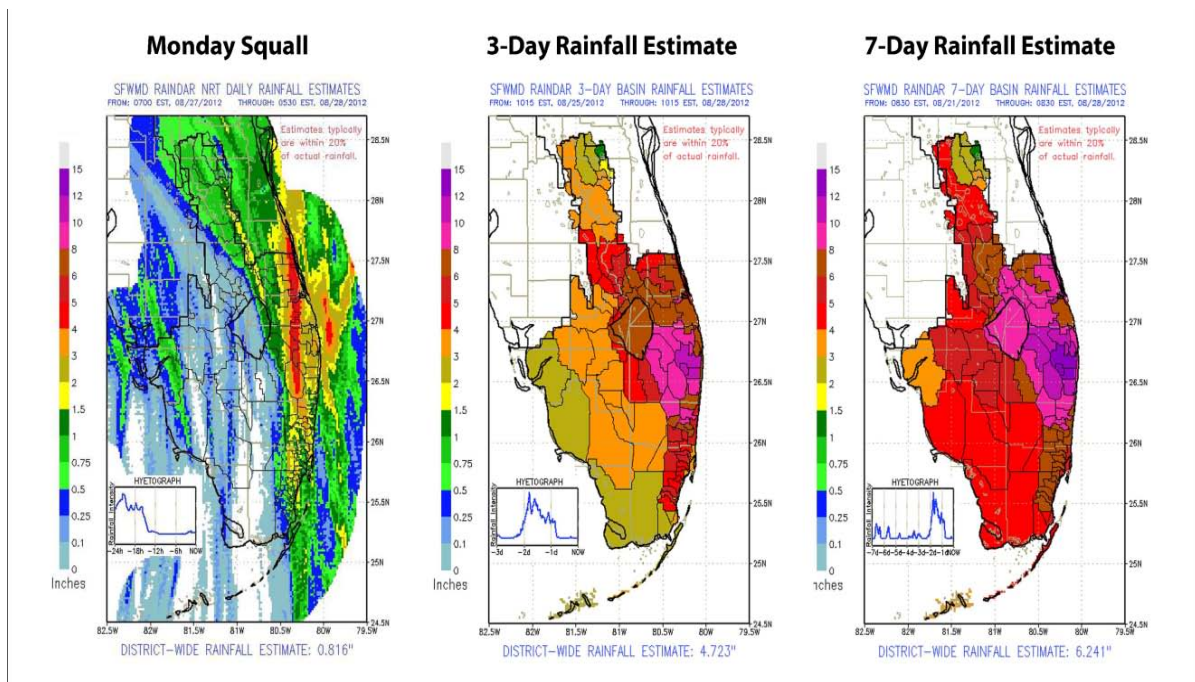 Monday Squall
SFWMD RAINDAR NRT DAILY RAINFALL ESTIMATES
FROM: 0700 EST, 08/27/2012 THROUGH: 0530 EST, 08/28/2012
Estimates typically
are within 20%
of actual rainfall.
15
12
10
8
6
5
4
3
2
1.5
1
0.75
0.5
0.25
0.1
0
Inches
28.5N
28N
27.5N
27N
26.5N
26N
25.5N
25N
24.5N
HYETOGRAPH
Rainfall Intensity
-24h -18h -12h -6h NOW
82.5W 82W 81.5W 81W 80.5W 80W 79.5W
DISTRICT-WIDE RAINFALL ESTIMATE: 0.816"
3-Day Rainfall Estimate
SFWMD RAINDAR 3-DAY BASIN RAINFALL ESTIMATES
FROM: 1015 EST, 08/25/2012 THROUGH: 1015 EST, 08/28/2012
Estimates typically
are within 20%
of actual rainfall.
15
12
10
8
6
5
4
3
2
1.5
1
0.75
0.5
0.25
0.1
0
Inches
28.5N
28N
27.5N
27N
26.5N
26N
25.5N
25N
24.5N
HYETOGRAPH
Rainfall Intensity
-3d -2d -1d NOW
82.5W 82W 81.5W 81W 80.5W 80W 79.5W
DISTRICT-WIDE RAINFALL ESTIMATE: 4.723"
7-Day Rainfall Estimate
SFWMD RAINDAR 7-DAY BASIN RAINFALL ESTIMATES
FROM: 0830 EST, 08/21/2012 THROUGH: 0830 EST, 08/28/2012
Estimates typically
are within 20%
of actual rainfall.
15
12
10
8
6
5
4
3
2
1.5
1
0.75
0.5
0.25
0.1
0
nches
28.5N
28N
27.5N
27N
26.5N
26N
25.5N
25N
24.5N
HYETOGRAPH
Rainfall Intensity
-7d -6d -5d -4d -3d -2d -1d NOW
82.5W 82W 81.5W 81W 80.5W 80W 79.5W
DISTRICT-WIDE RAINFALL ESTIMATE: 6.241"